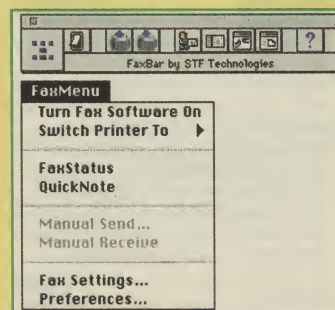 ?
FaxBar by STF Technologies
FaxMenu
Turn Fax Software On
Switch Printer To
FaxStatus
QuickNote
Manual Send...
Manual Receive
Fax Settings...
Preferences...